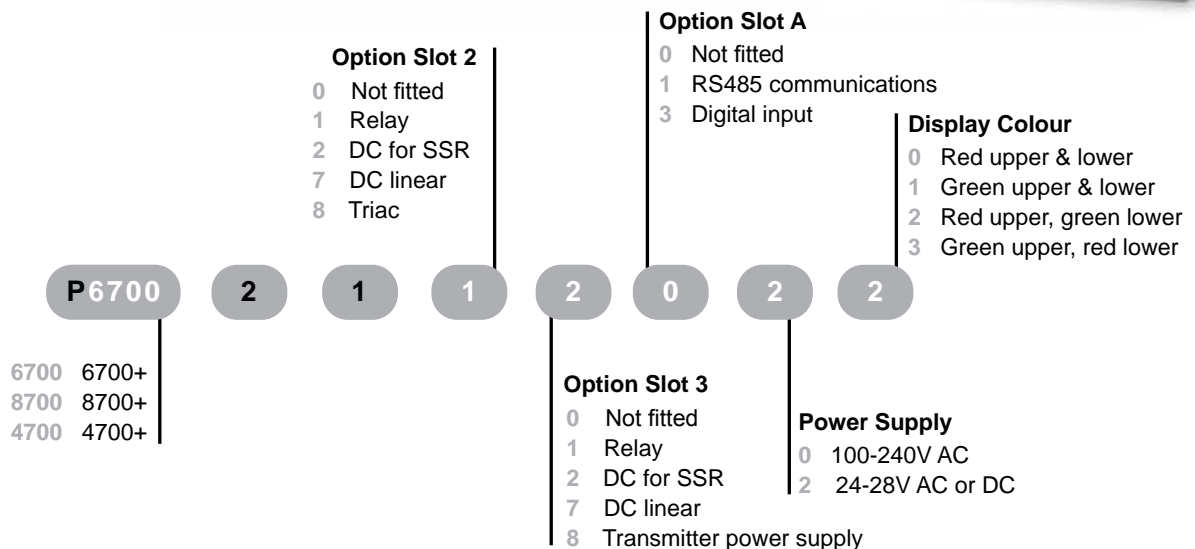 Option Slot A
0 Not fitted
1 RS485 communications
3 Digital input
Option Slot 2
0 Not fitted
1 Relay
2 DC for SSR
7 DC linear
8 Triac
Display Colour
0 Red upper & lower
1 Green upper & lower
2 Red upper, green lower
3 Green upper, red lower
P6700 2 1 1 2 0 2 2
6700 6700+
8700 8700+
4700 4700+
Option Slot 3
0 Not fitted
1 Relay
2 DC for SSR
7 DC linear
8 Transmitter power supply
Power Supply
0 100-240V AC
2 24-28V AC or DC